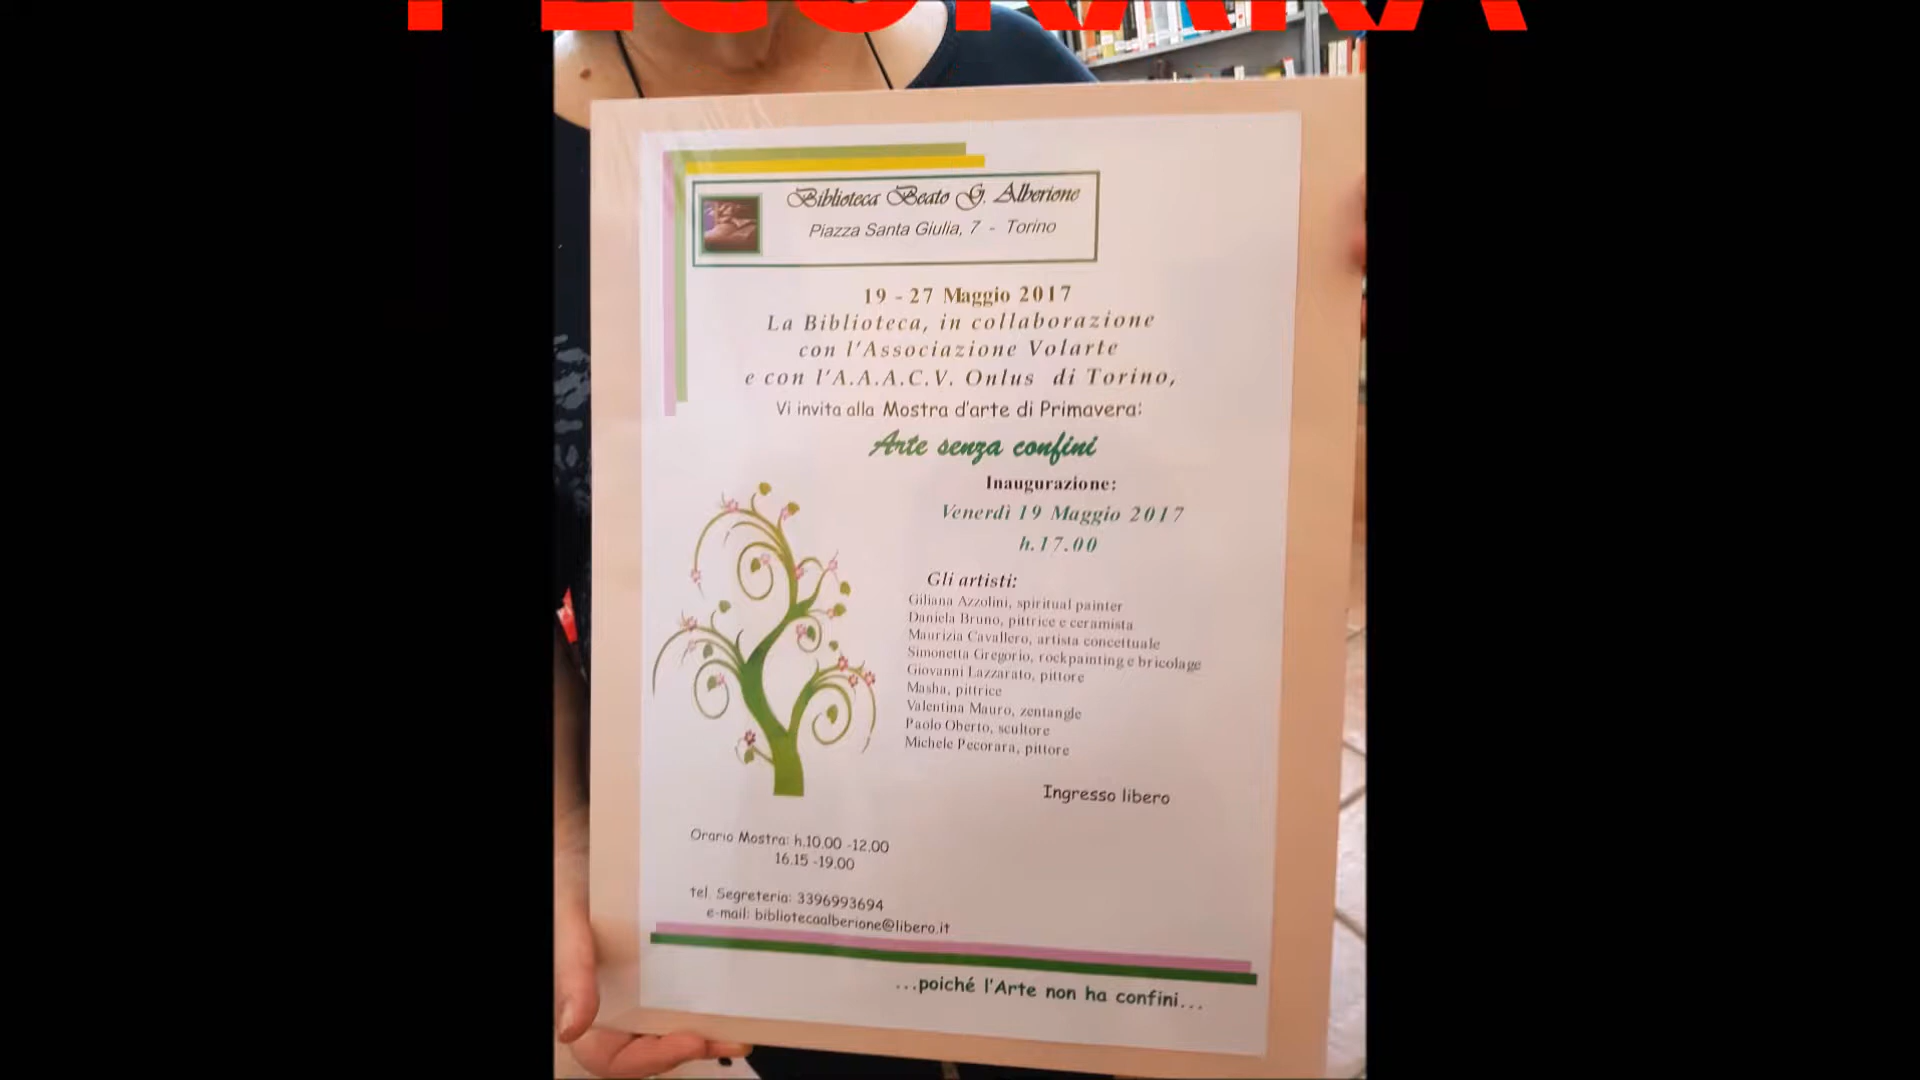 PECORARA
Biblioteca Beato G. Alberione
Piazza Santa Giulia, 7 - Torino
19 - 27 Maggio 2017
La Biblioteca, in collaborazione
con l'Associazione Volarte
e con l'A.A.A.C.V. Onlus di Torino,
Vi invita alla Mostra d'arte di Primavera:
Arte senza confini
Inaugurazione:
Venerdì 19 Maggio 2017
h.17.00
Gli artisti:
Giliana Azzolini, spiritual painter
Daniela Bruno, pittrice e ceramista
Maurizia Cavallero, artista concettuale
Simonetta Gregorio, rockpainting e bricolage
Giovanni Lazzarato, pittore
Masha, pittrice
Valentina Mauro, zentangle
Paolo Oberto, scultore
Michele Pecorara, pittore
Ingresso libero
Orario Mostra: h.10.00 -12.00
16.15 -19.00
tel. Segreteria: 3396993694
e-mail: bibliotecaalberione@libero.it
...poiché l'Arte non ha confini...